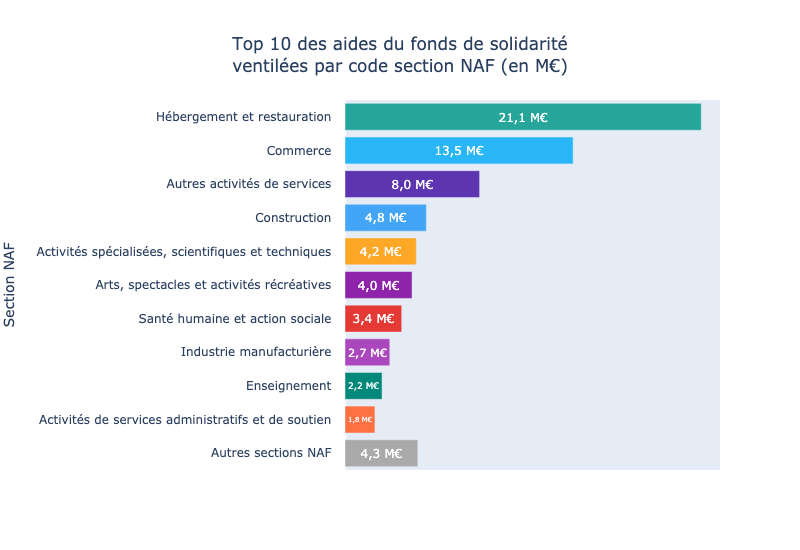 Top 10 des aides du fonds de solidarité
ventilées par code section NAF (en M€)
Section NAF
Hébergement et restauration 21,1 M€
Commerce 13,5 M€
Autres activités de services 8,0 M€
Construction 4,8 M€
Activités spécialisées, scientifiques et techniques 4,2 M€
Arts, spectacles et activités récréatives 4,0 M€
Santé humaine et action sociale 3,4 M€
Industrie manufacturière 2,7 M€
Enseignement 2,2 M€
Activités de services administratifs et de soutien 1,8 M€
Autres sections NAF 4,3 M€